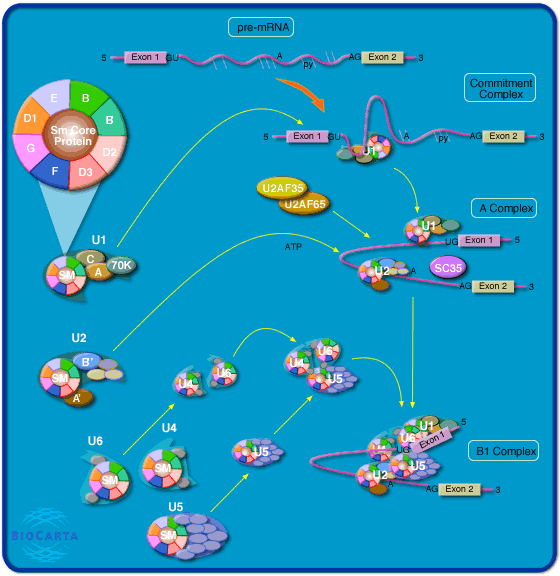 pre-mRNA
5 Exon 1 GU A py AG Exon 2 3
Commitment
Complex
E B B D2 D3 F G D1
Sm Core
Protein
5 Exon 1 GU U1 A py AG Exon 2 3
U2AF35
U2AF65
A Complex
U1
UG Exon 1 5
U1
C A 70K
SM
ATP
U2 A
SC35
AG Exon 2 3
U2
B'
SM
A'
U4 U6
U4 U6
U5
U6
SM
U4
SM
U5
U1 5
U4 U6 UG Exon 1
B1 Complex
U2 U5
A
AG Exon 2 3
U5
SM
BIOCARTA